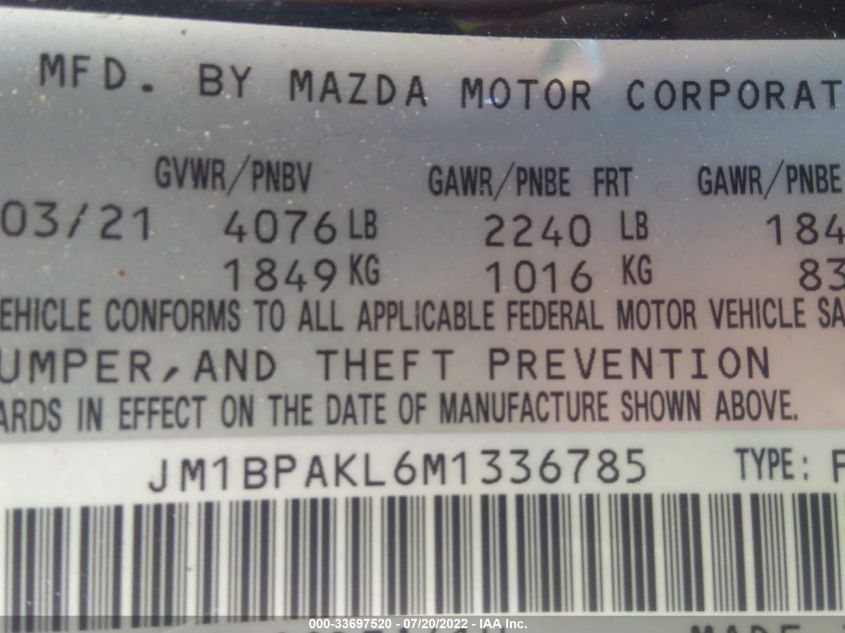 MFD. BY MAZDA MOTOR CORPORAT
GVWR/PNBV GAWR/PNBE FRT GAWR/PNBE
03/21 4076 LB 2240 LB 184
1849 KG 1016 KG 83
EHICLE CONFORMS TO ALL APPLICABLE FEDERAL MOTOR VEHICLE SA
UMPER, AND THEFT PREVENTION
ARDS IN EFFECT ON THE DATE OF MANUFACTURE SHOWN ABOVE.
JM1BPAKL6M1336785 TYPE:
000-33697520 - 07/20/2022 - IAA Inc.
MADE